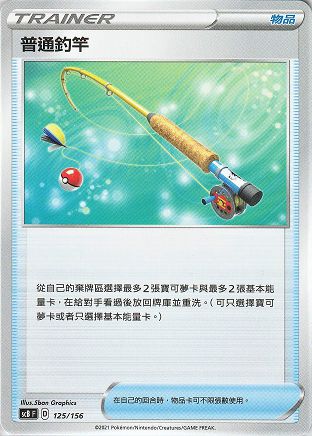 TRAINER 物品
普通釣竿
從自己的棄牌區選擇最多2張寶可夢卡與最多2張基本能
量卡，在給對手看過後放回牌庫並重洗。（可只選擇寶可
夢卡或者只選擇基本能量卡。）
Illus.5ban Graphics
scB F D 125/156
在自己的回合時，物品卡可不限張數使用。
©2021 Pokémon/Nintendo/Creatures/GAME FREAK.